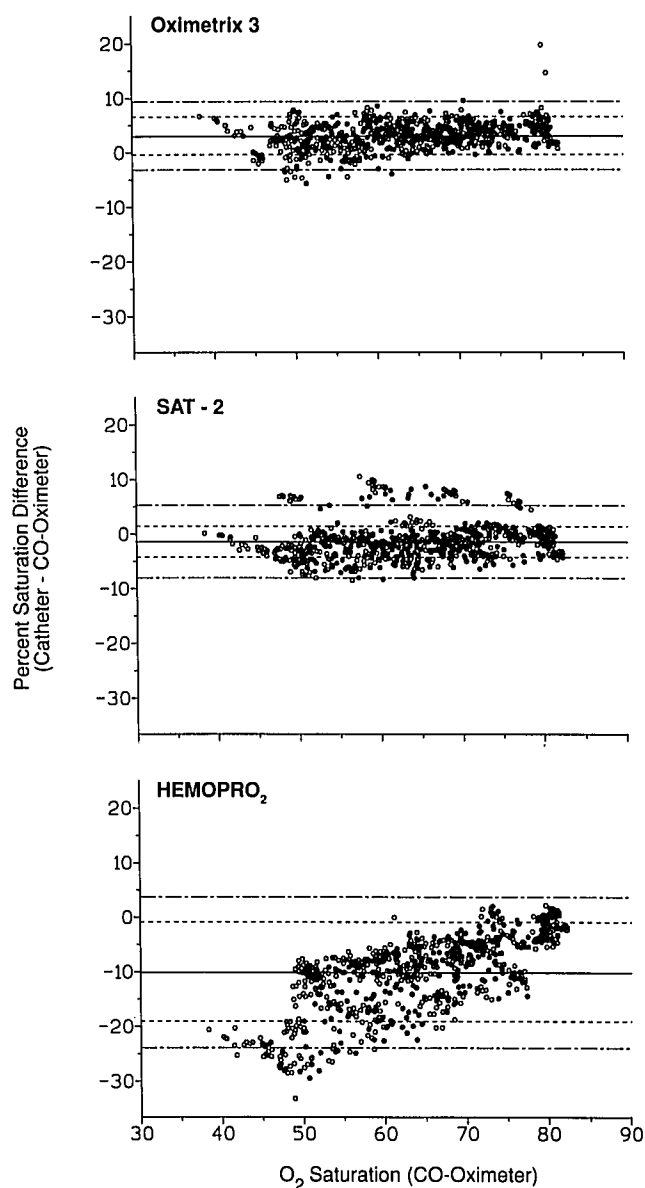 Oximetrix 3
20
10
0
−10
−20
−30
SAT - 2
20
10
0
−10
−20
−30
Percent Saturation Difference
(Catheter - CO-Oximeter)
HEMOPRO₂
20
10
0
−10
−20
−30
30 40 50 60 70 80 90
O₂ Saturation (CO-Oximeter)